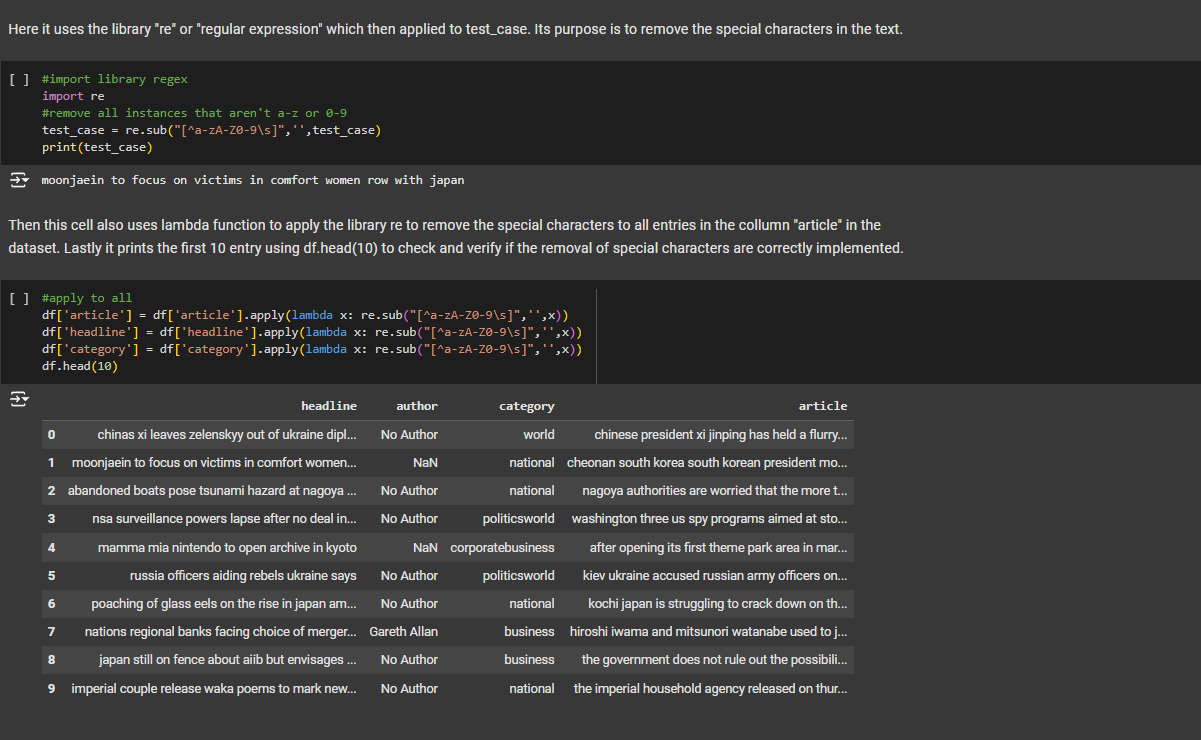 Here it uses the library "re" or "regular expression" which then applied to test_case. Its purpose is to remove the special characters in the text.
[ ] #import library regex
import re
#remove all instances that aren't a-z or 0-9
test_case = re.sub("[^a-zA-Z0-9\s]",'',test_case)
print(test_case)
moonjaein to focus on victims in comfort women row with japan
Then this cell also uses lambda function to apply the library re to remove the special characters to all entries in the collumn "article" in the
dataset. Lastly it prints the first 10 entry using df.head(10) to check and verify if the removal of special characters are correctly implemented.
[ ] #apply to all
df['article'] = df['article'].apply(lambda x: re.sub("[^a-zA-Z0-9\s]",'',x))
df['headline'] = df['headline'].apply(lambda x: re.sub("[^a-zA-Z0-9\s]",'',x))
df['category'] = df['category'].apply(lambda x: re.sub("[^a-zA-Z0-9\s]",'',x))
df.head(10)
headline author category article
0 chinas xi leaves zelenskyy out of ukraine dipl... No Author world chinese president xi jinping has held a flurry...
1 moonjaein to focus on victims in comfort women... NaN national cheonan south korea south korean president mo...
2 abandoned boats pose tsunami hazard at nagoya ... No Author national nagoya authorities are worried that the more t...
3 nsa surveillance powers lapse after no deal in... No Author politicsworld washington three us spy programs aimed at sto...
4 mamma mia nintendo to open archive in kyoto NaN corporatebusiness after opening its first theme park area in mar...
5 russia officers aiding rebels ukraine says No Author politicsworld kiev ukraine accused russian army officers on...
6 poaching of glass eels on the rise in japan am... No Author national kochi japan is struggling to crack down on th...
7 nations regional banks facing choice of merger... Gareth Allan business hiroshi iwama and mitsunori watanabe used to j...
8 japan still on fence about aiib but envisages ... No Author business the government does not rule out the possibili...
9 imperial couple release waka poems to mark new... No Author national the imperial household agency released on thur...